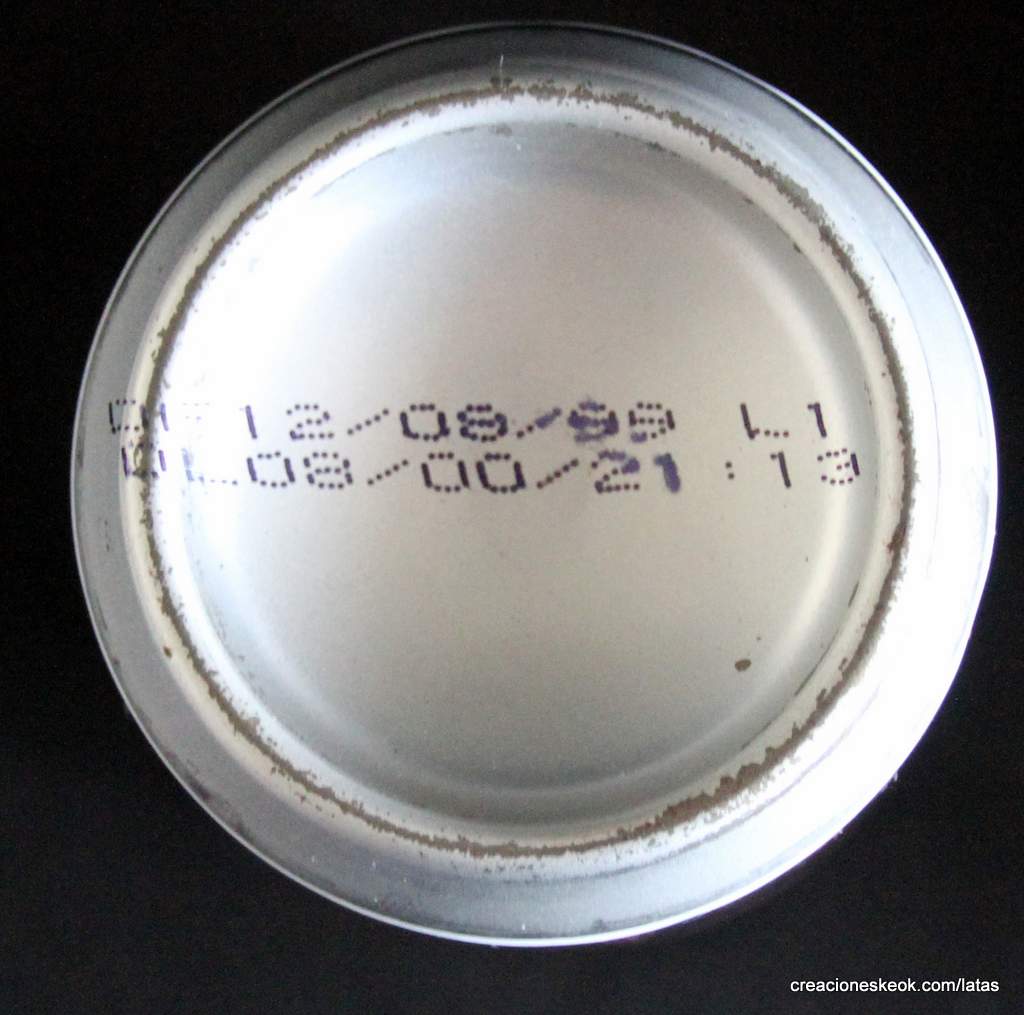 12/08/99 L1
08/00/21:13
creacioneskeok.com/latas